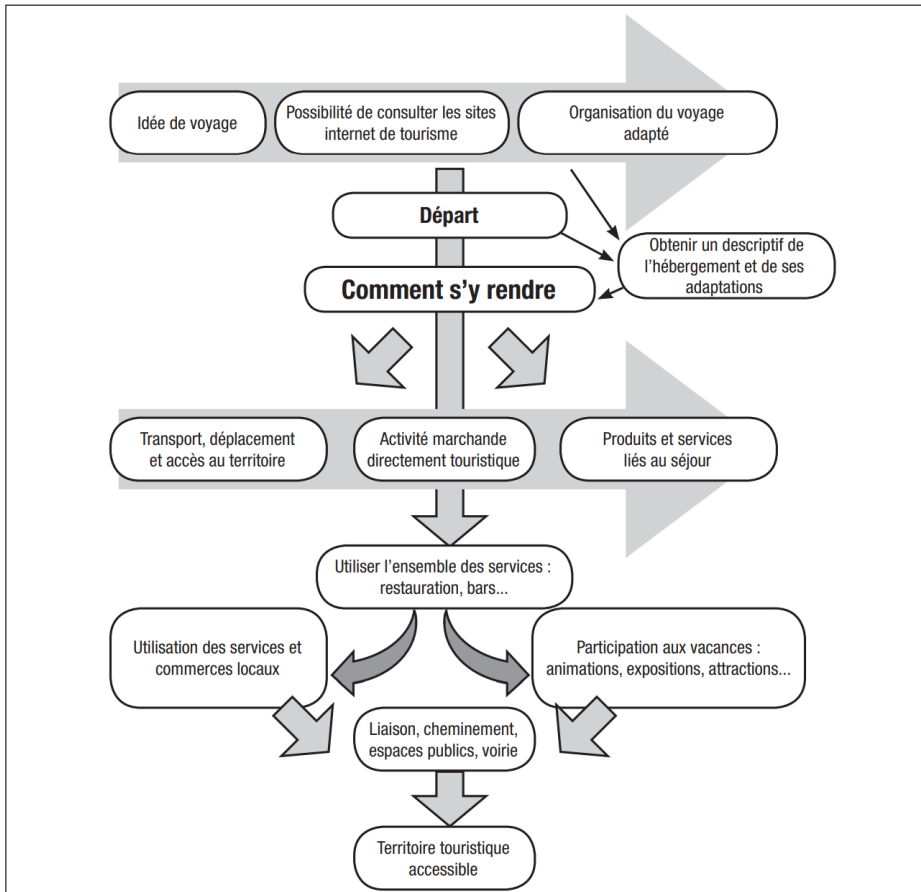 Idée de voyage
Possibilité de consulter les sites
internet de tourisme
Organisation du voyage
adapté
Départ
Obtenir un descriptif de
l’hébergement et de ses
adaptations
Comment s’y rendre
Transport, déplacement
et accès au territoire
Activité marchande
directement touristique
Produits et services
liés au séjour
Utiliser l’ensemble des services :
restauration, bars...
Utilisation des services et
commerces locaux
Participation aux vacances :
animations, expositions, attractions...
Liaison, cheminement,
espaces publics, voirie
Territoire touristique
accessible